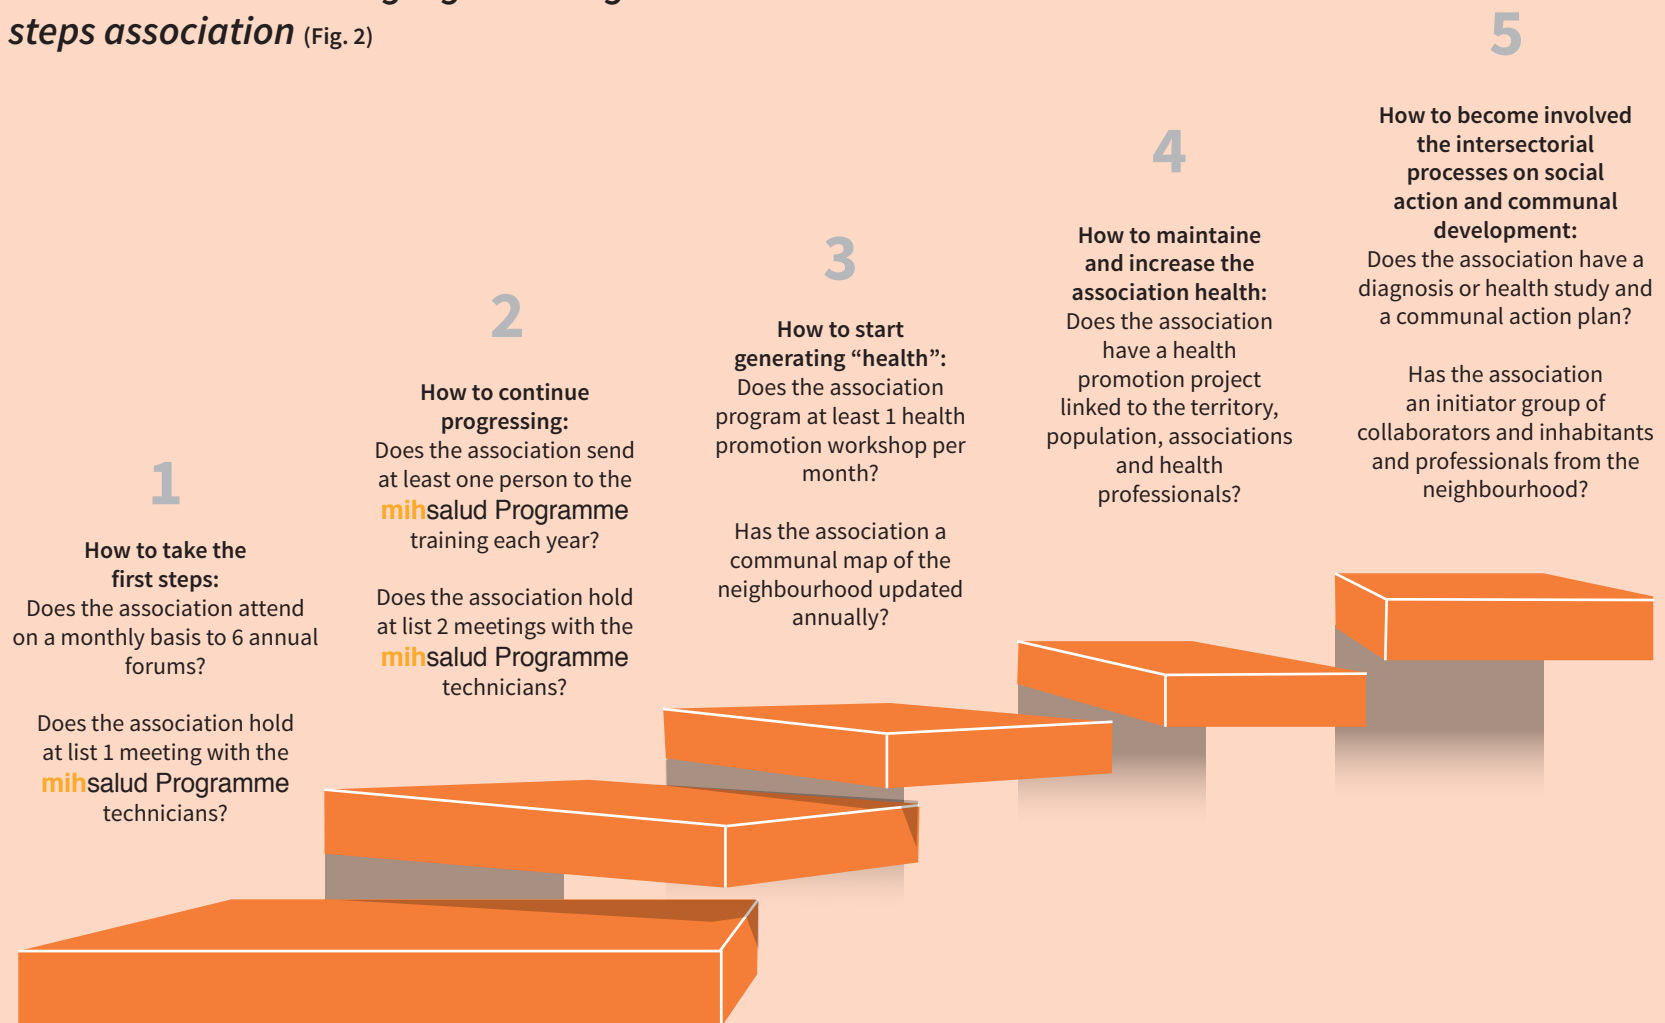 steps association (Fig. 2)
1
How to take the
first steps:
Does the association attend
on a monthly basis to 6 annual
forums?
Does the association hold
at list 1 meeting with the
mihsalud Programme
technicians?
2
How to continue
progressing:
Does the association send
at least one person to the
mihsalud Programme
training each year?
Does the association hold
at list 2 meetings with the
mihsalud Programme
technicians?
3
How to start
generating “health”:
Does the association
program at least 1 health
promotion workshop per
month?
Has the association a
communal map of the
neighbourhood updated
annually?
4
How to maintaine
and increase the
association health:
Does the association
have a health
promotion project
linked to the territory,
population, associations
and health
professionals?
5
How to become involved
the intersectorial
processes on social
action and communal
development:
Does the association have a
diagnosis or health study and
a communal action plan?
Has the association
an initiator group of
collaborators and inhabitants
and professionals from the
neighbourhood?